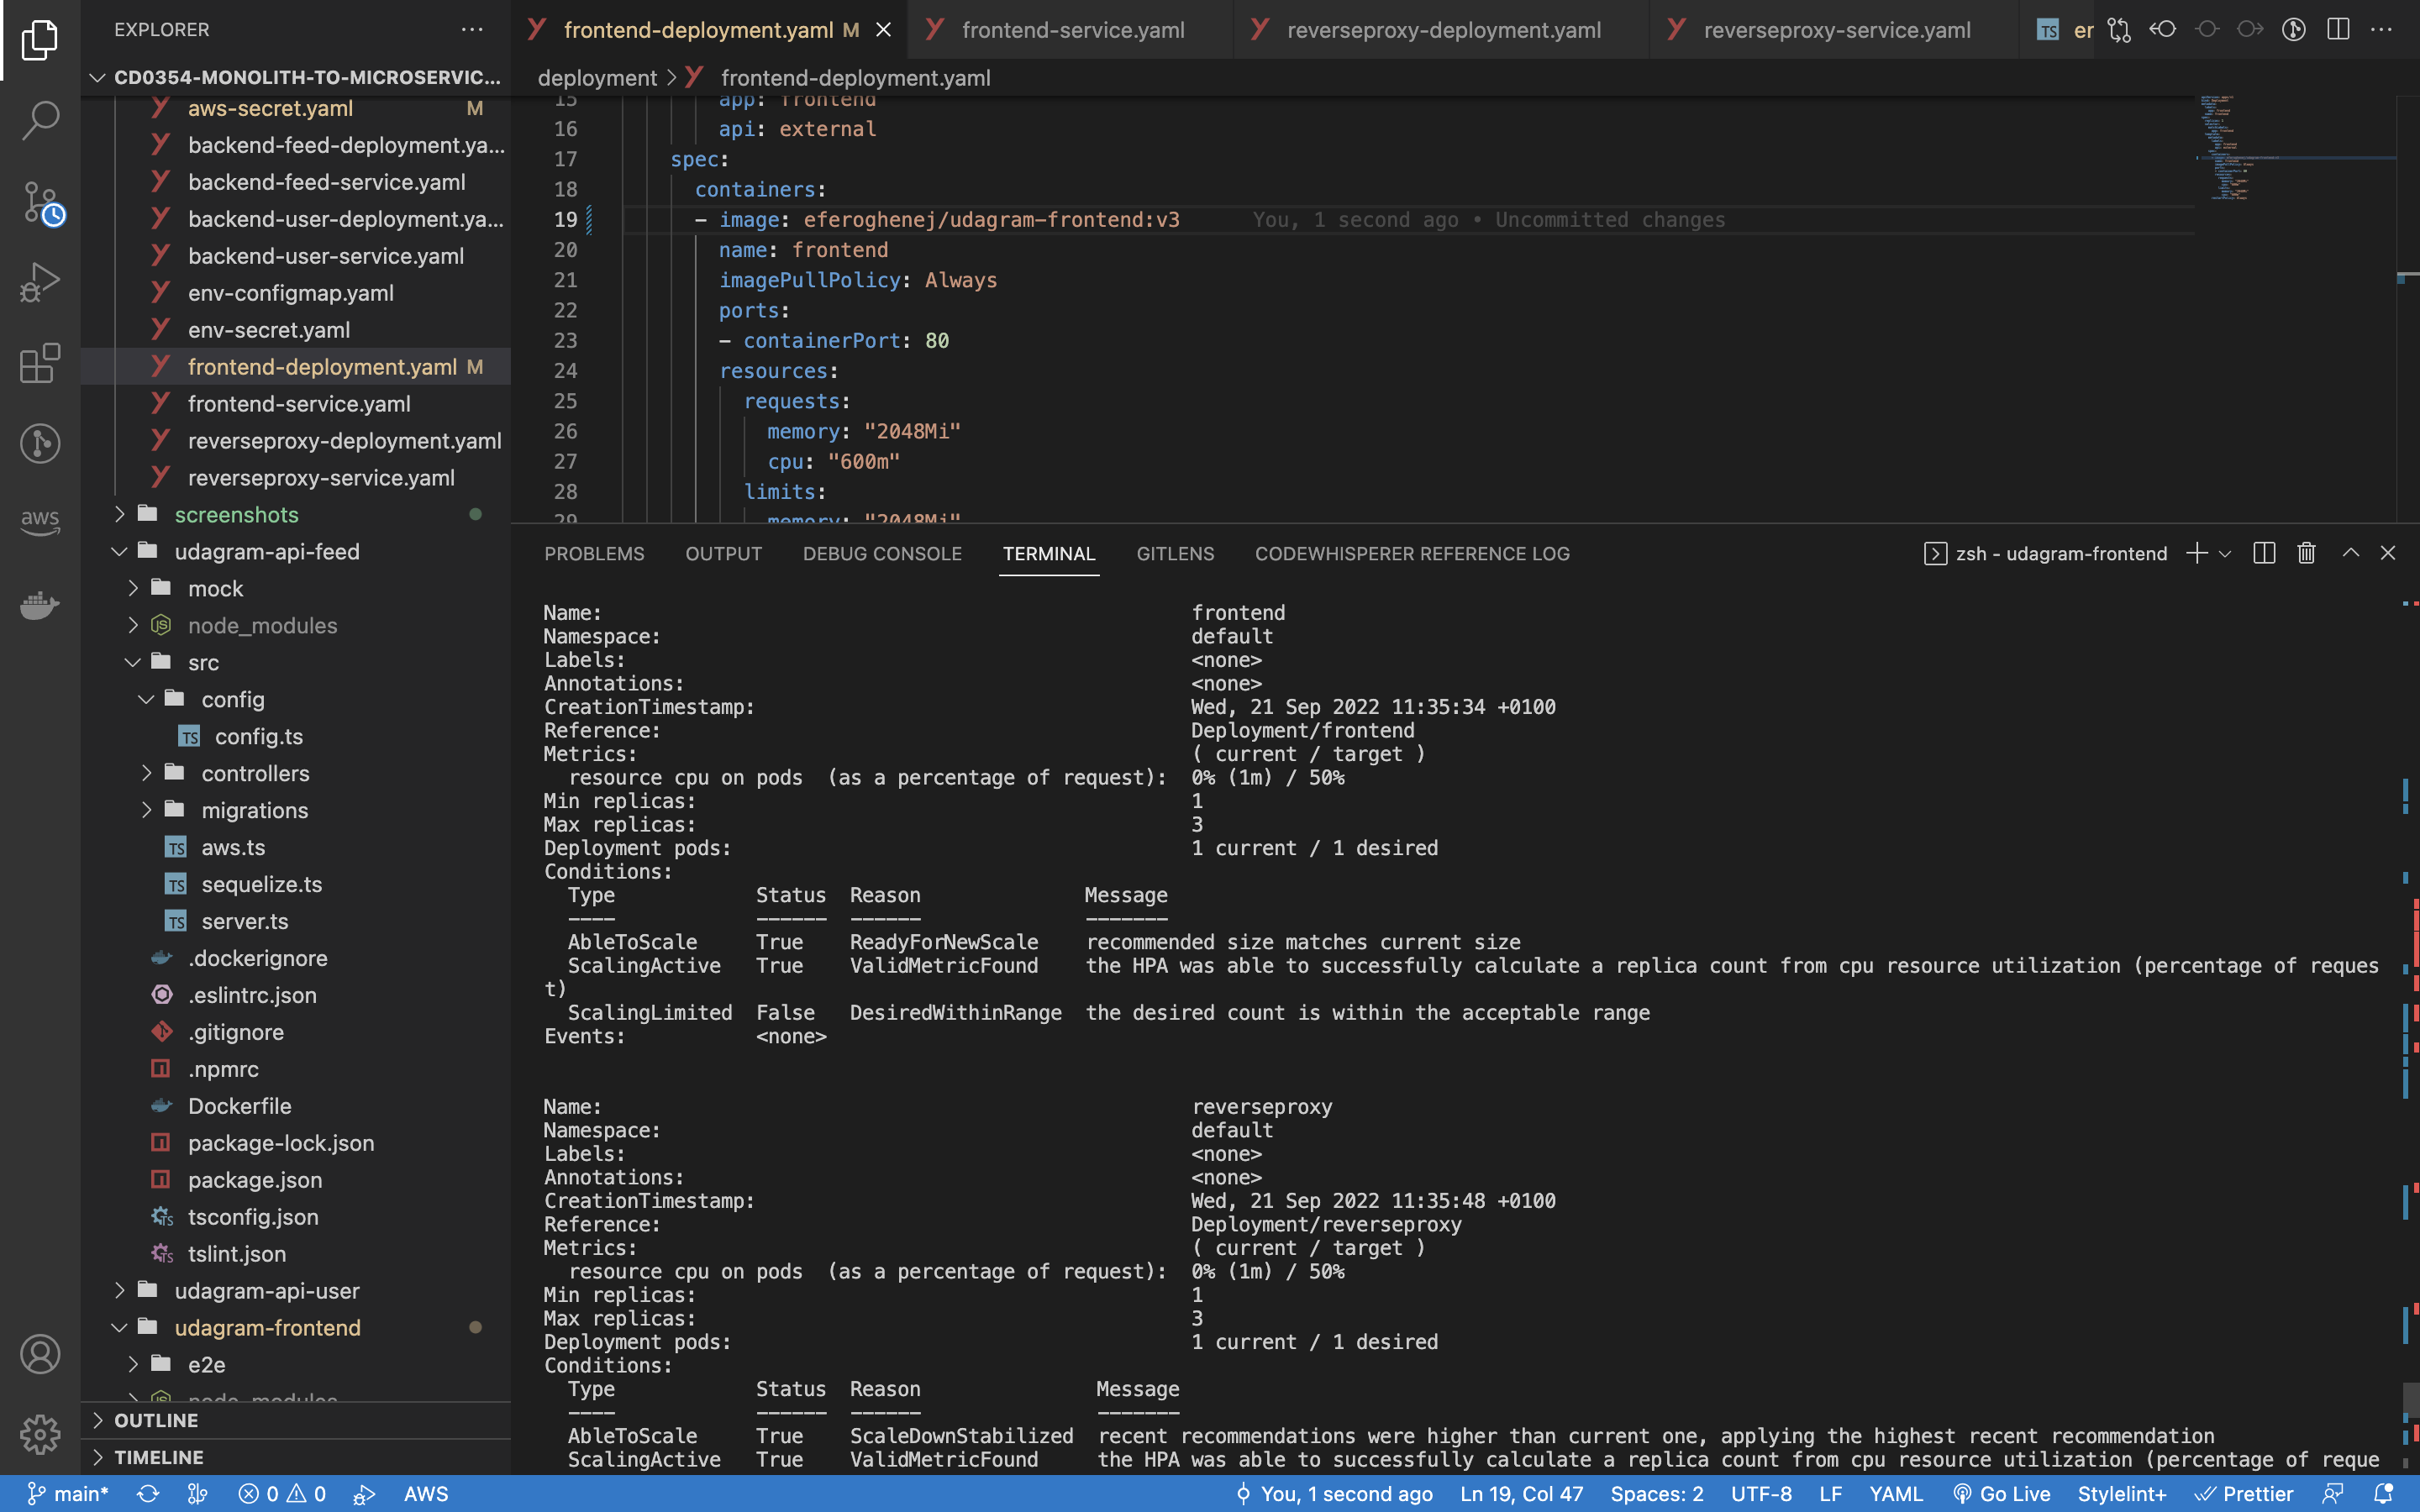 EXPLORER
CD0354-MONOLITH-TO-MICROSERVIC...
aws-secret.yaml M
backend-feed-deployment.ya...
backend-feed-service.yaml
backend-user-deployment.ya...
backend-user-service.yaml
env-configmap.yaml
env-secret.yaml
frontend-deployment.yaml M
frontend-service.yaml
reverseproxy-deployment.yaml
reverseproxy-service.yaml
screenshots
udagram-api-feed
mock
node_modules
src
config
TS config.ts
controllers
migrations
TS aws.ts
TS sequelize.ts
TS server.ts
.dockerignore
.eslintrc.json
.gitignore
.npmrc
Dockerfile
package-lock.json
package.json
tsconfig.json
tslint.json
udagram-api-user
udagram-frontend
e2e
node_modules
OUTLINE
TIMELINE
aws
frontend-deployment.yaml M
frontend-service.yaml
reverseproxy-deployment.yaml
reverseproxy-service.yaml
TS er
deployment > frontend-deployment.yaml
15 app: frontend
16 api: external
17 spec:
18 containers:
19 - image: eferoghenej/udagram-frontend:v3 You, 1 second ago • Uncommitted changes
20 name: frontend
21 imagePullPolicy: Always
22 ports:
23 - containerPort: 80
24 resources:
25 requests:
26 memory: "2048Mi"
27 cpu: "600m"
28 limits:
29 memory: "2048Mi"
PROBLEMS OUTPUT DEBUG CONSOLE TERMINAL GITLENS CODEWHISPERER REFERENCE LOG zsh - udagram-frontend
Name: frontend
Namespace: default
Labels: <none>
Annotations: <none>
CreationTimestamp: Wed, 21 Sep 2022 11:35:34 +0100
Reference: Deployment/frontend
Metrics: ( current / target )
resource cpu on pods (as a percentage of request): 0% (1m) / 50%
Min replicas: 1
Max replicas: 3
Deployment pods: 1 current / 1 desired
Conditions:
Type Status Reason Message
---- ------ ------ -------
AbleToScale True ReadyForNewScale recommended size matches current size
ScalingActive True ValidMetricFound the HPA was able to successfully calculate a replica count from cpu resource utilization (percentage of reques
t)
ScalingLimited False DesiredWithinRange the desired count is within the acceptable range
Events: <none>
Name: reverseproxy
Namespace: default
Labels: <none>
Annotations: <none>
CreationTimestamp: Wed, 21 Sep 2022 11:35:48 +0100
Reference: Deployment/reverseproxy
Metrics: ( current / target )
resource cpu on pods (as a percentage of request): 0% (1m) / 50%
Min replicas: 1
Max replicas: 3
Deployment pods: 1 current / 1 desired
Conditions:
Type Status Reason Message
---- ------ ------ -------
AbleToScale True ScaleDownStabilized recent recommendations were higher than current one, applying the highest recent recommendation
ScalingActive True ValidMetricFound the HPA was able to successfully calculate a replica count from cpu resource utilization (percentage of reque
main* 0 0 AWS You, 1 second ago Ln 19, Col 47 Spaces: 2 UTF-8 LF YAML Go Live Stylelint+ Prettier